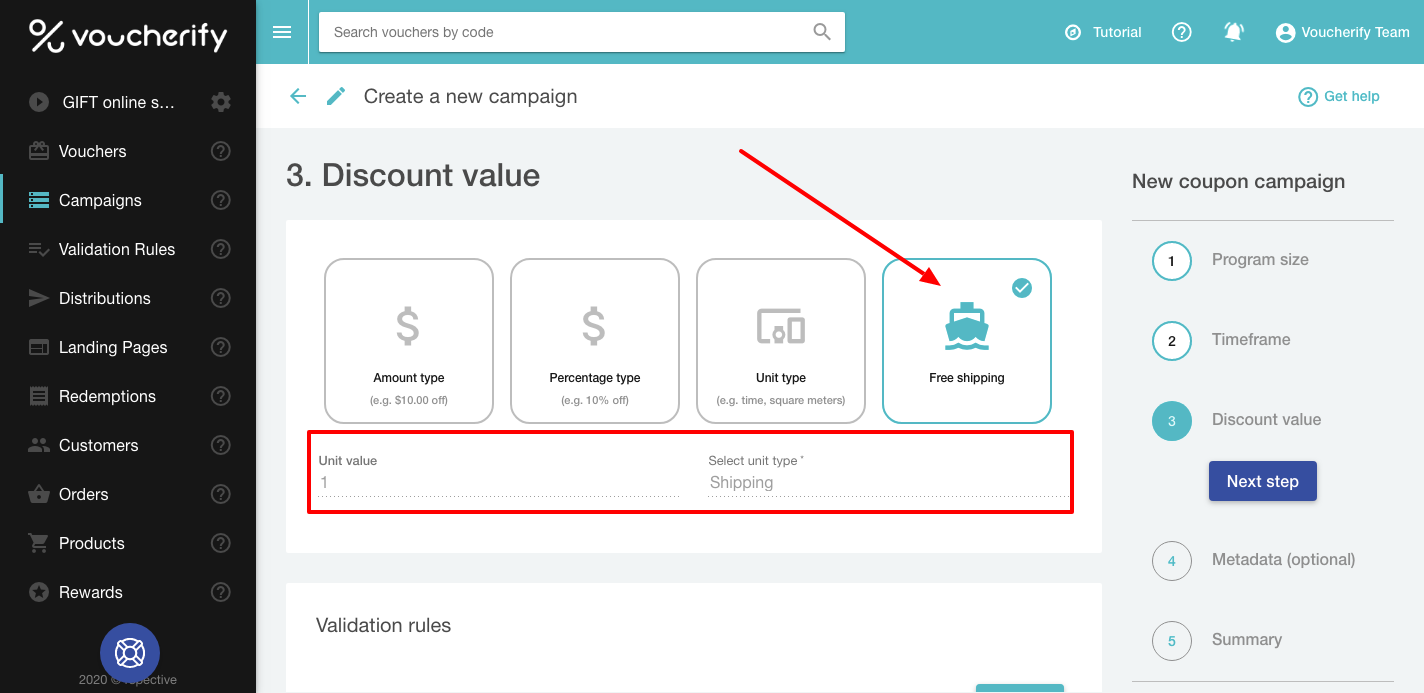 voucherify
Search vouchers by code
Tutorial
Voucherify Team
GIFT online s...
Vouchers
Campaigns
Validation Rules
Distributions
Landing Pages
Redemptions
Customers
Orders
Products
Rewards
2020 ©
Create a new campaign
Get help
3. Discount value
Amount type
(e.g. $10.00 off)
Percentage type
(e.g. 10% off)
Unit type
(e.g. time, square meters)
Free shipping
Unit value
1
Select unit type *
Shipping
Validation rules
New coupon campaign
1 Program size
2 Timeframe
3 Discount value
Next step
4 Metadata (optional)
5 Summary